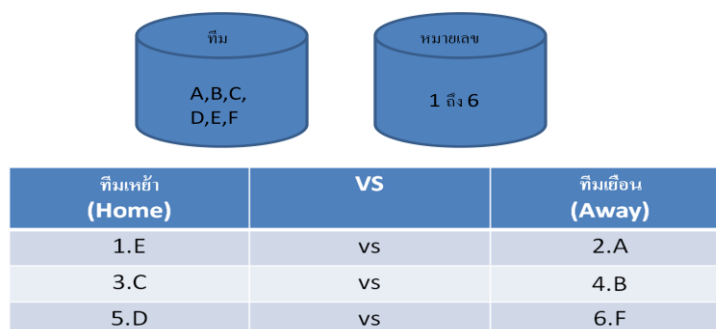 ทีม
A,B,C,
D,E,F
หมายเลข
1 ถึง 6
ทีมเหย้า
(Home)
VS
ทีมเยือน
(Away)
1.E vs 2.A
3.C vs 4.B
5.D vs 6.F